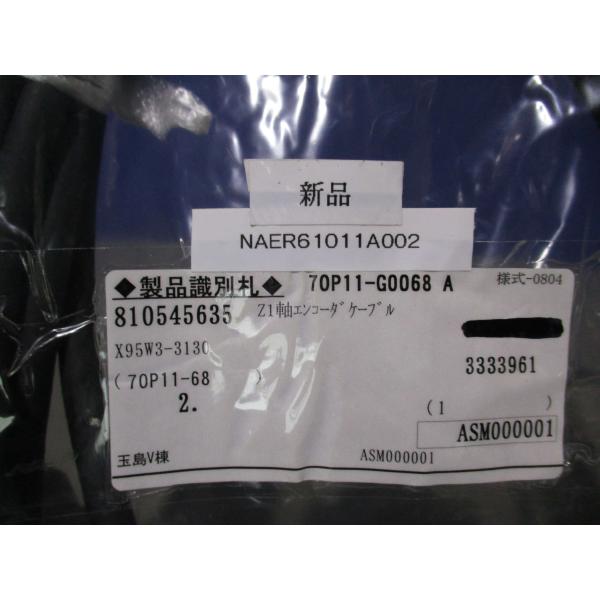 新品
NAER61011A002
◆製品識別札◆ 70P11-G0068 A 様式-0804
810545635 Z1軸エンコーダケーブル
X95W3-3130 3333961
(70P11-68 )
2. (1 )
ASM000001
玉島V棟 ASM000001